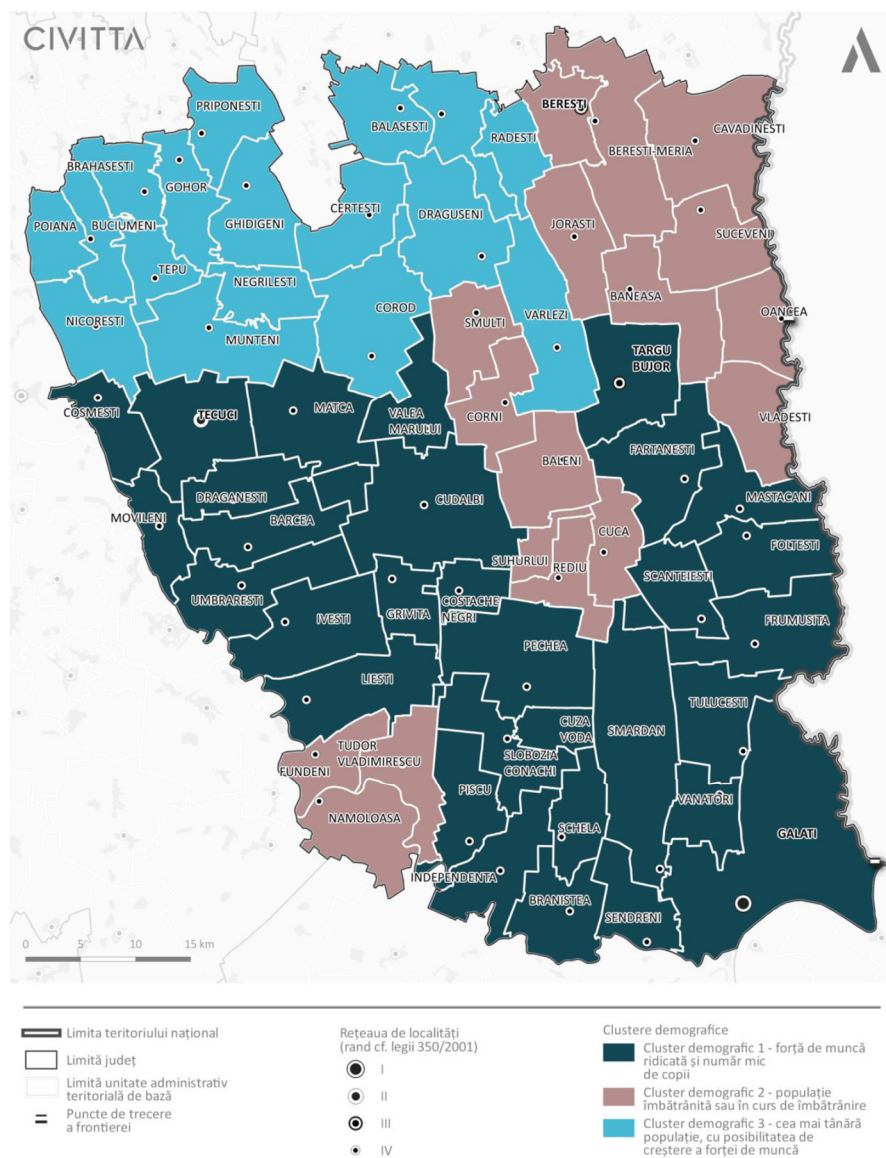 CIVITTA
PRIPONESTI
BALASESTI
BERESTI
RADESTI
CAVADINESTI
BERESTI-MERIA
BRAHASESTI
GOHOR
CERTESTI
DRAGUSENI
JORASTI
POIANA
BUCIUMENI
GHIDIGENI
SUCEVENI
TEPU
NEGRILESTI
BANEASA
COROD
OANCEA
NICORESTI
MUNTENI
SMULTI
VARLEZI
TARGU
BUJOR
COSMESTI
TECUCI
MATCA
VALEA
MARULUI
CORNI
VLADESTI
FARTANESTI
BALENI
DRAGANESTI
CUDALBI
MASTACANI
MOVILENI
BARCEA
CUCA
FOLTESTI
SUHURLUI
REDIU
SCANTEIESTI
UMBRARESTI
IVESTI
GRIVITA
COSTACHE
NEGRI
FRUMUSITA
PECHEA
LIESTI
TULUCESTI
CUZA
VODA
SMARDAN
TUDOR
VLADIMIRESCU
FUNDENI
SLOBOZIA
CONACHI
PISCU
VANATORI
NAMOLOASA
SCHELA
GALATI
INDEPENDENTA
BRANISTEA
SENDRENI
0 5 10 15 km
Limita teritoriului național
Limită județ
Limită unitate administrativ
teritorială de bază
Puncte de trecere
a frontierei
Rețeaua de localități
(rand cf. legii 350/2001)
I
II
III
IV
Clustere demografice
Cluster demografic 1 - forță de muncă
ridicată și număr mic
de copii
Cluster demografic 2 - populație
îmbătrânită sau în curs de îmbătrânire
Cluster demografic 3 - cea mai tânără
populație, cu posibilitatea de
creștere a forței de muncă